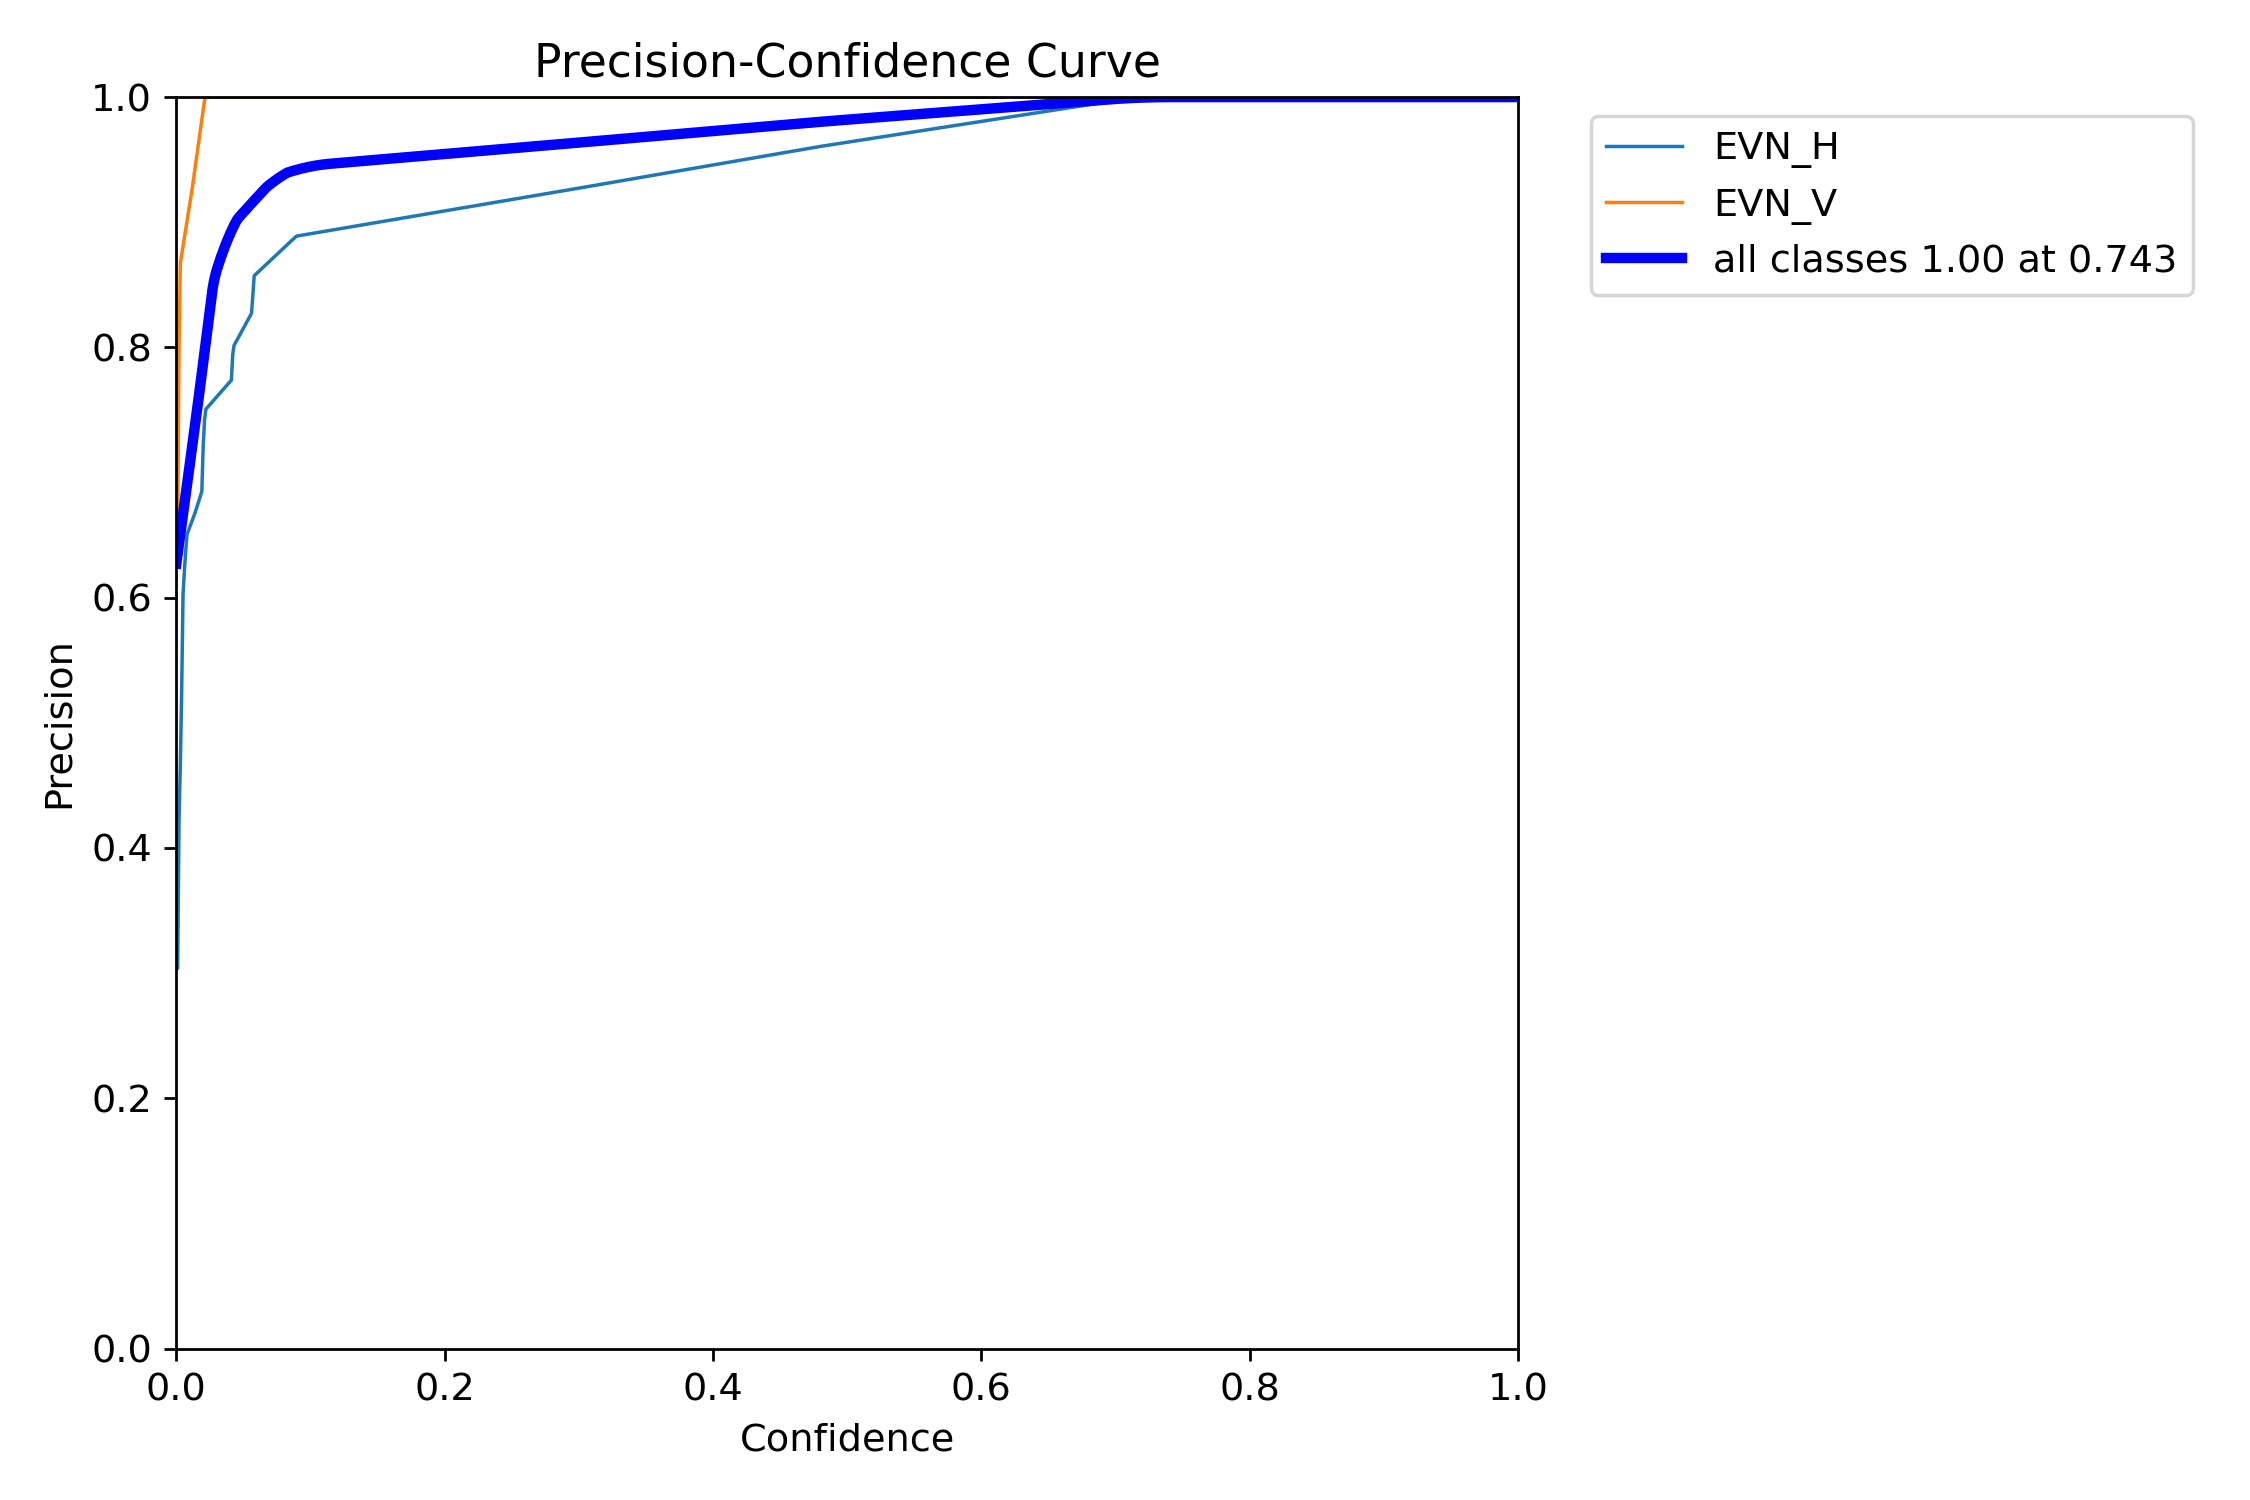 Precision-Confidence Curve
1.0
0.8
0.6
0.4
0.2
0.0
Precision
0.0 0.2 0.4 0.6 0.8 1.0
Confidence
EVN_H
EVN_V
all classes 1.00 at 0.743